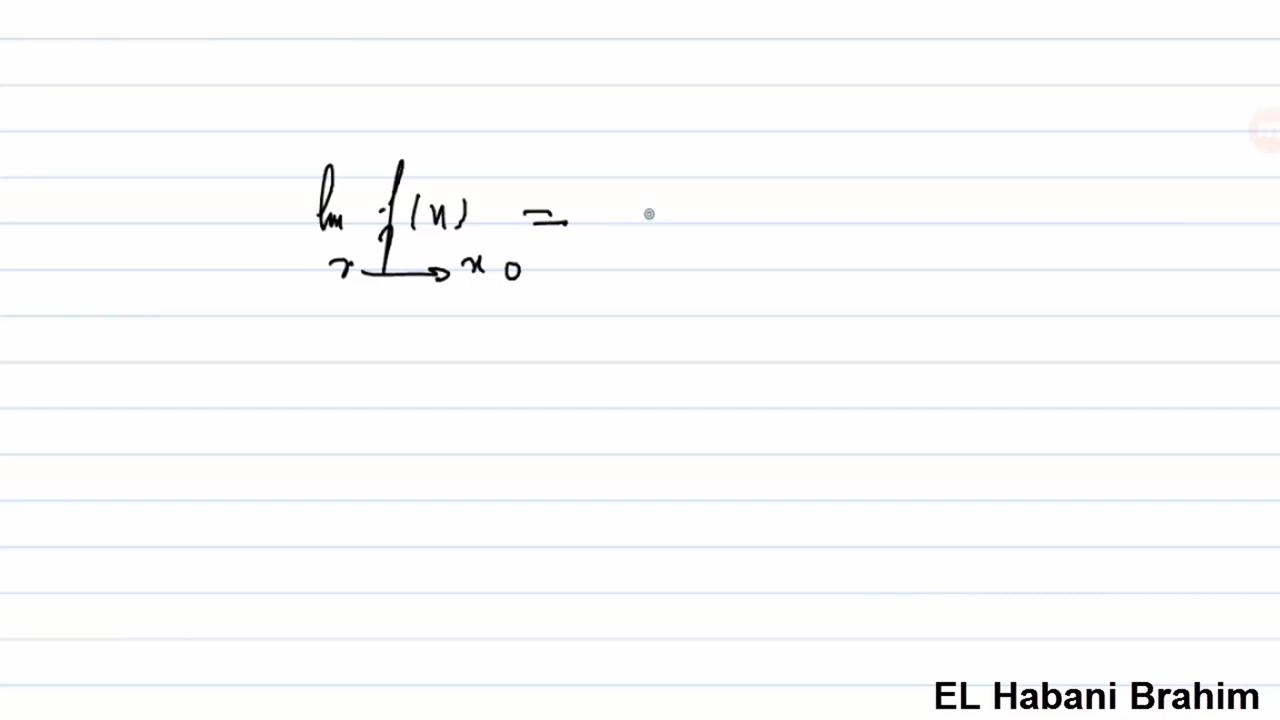 lim f(x) =
x → x0
EL Habani Brahim